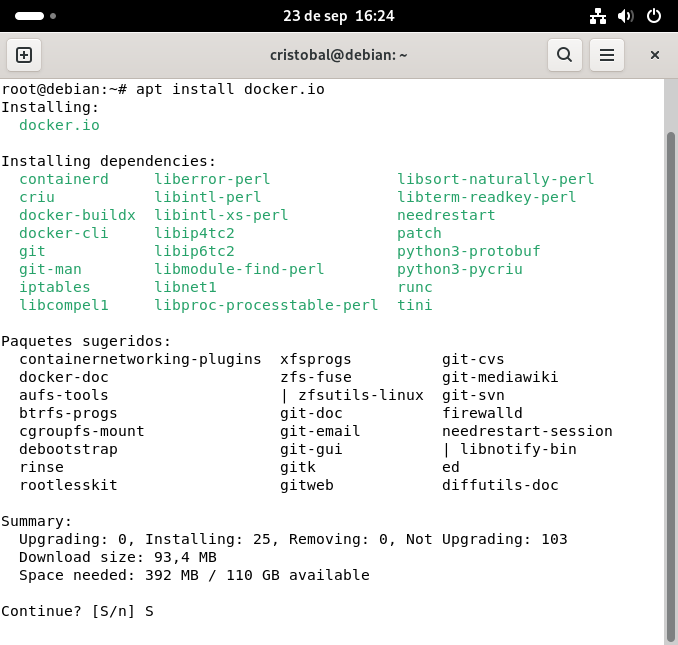 23 de sep 16:24
cristobal@debian: ~
root@debian:~# apt install docker.io
Installing:
  docker.io

Installing dependencies:
  containerd     liberror-perl              libsort-naturally-perl
  criu           libintl-perl               libterm-readkey-perl
  docker-buildx  libintl-xs-perl            needrestart
  docker-cli     libip4tc2                  patch
  git            libip6tc2                  python3-protobuf
  git-man        libmodule-find-perl        python3-pycriu
  iptables       libnet1                    runc
  libcompel1     libproc-processtable-perl  tini

Paquetes sugeridos:
  containernetworking-plugins  xfsprogs          git-cvs
  docker-doc                   zfs-fuse          git-mediawiki
  aufs-tools                   | zfsutils-linux  git-svn
  btrfs-progs                  git-doc           firewalld
  cgroupfs-mount               git-email         needrestart-session
  debootstrap                  git-gui           | libnotify-bin
  rinse                        gitk              ed
  rootlesskit                  gitweb            diffutils-doc

Summary:
  Upgrading: 0, Installing: 25, Removing: 0, Not Upgrading: 103
  Download size: 93,4 MB
  Space needed: 392 MB / 110 GB available

Continue? [S/n] S